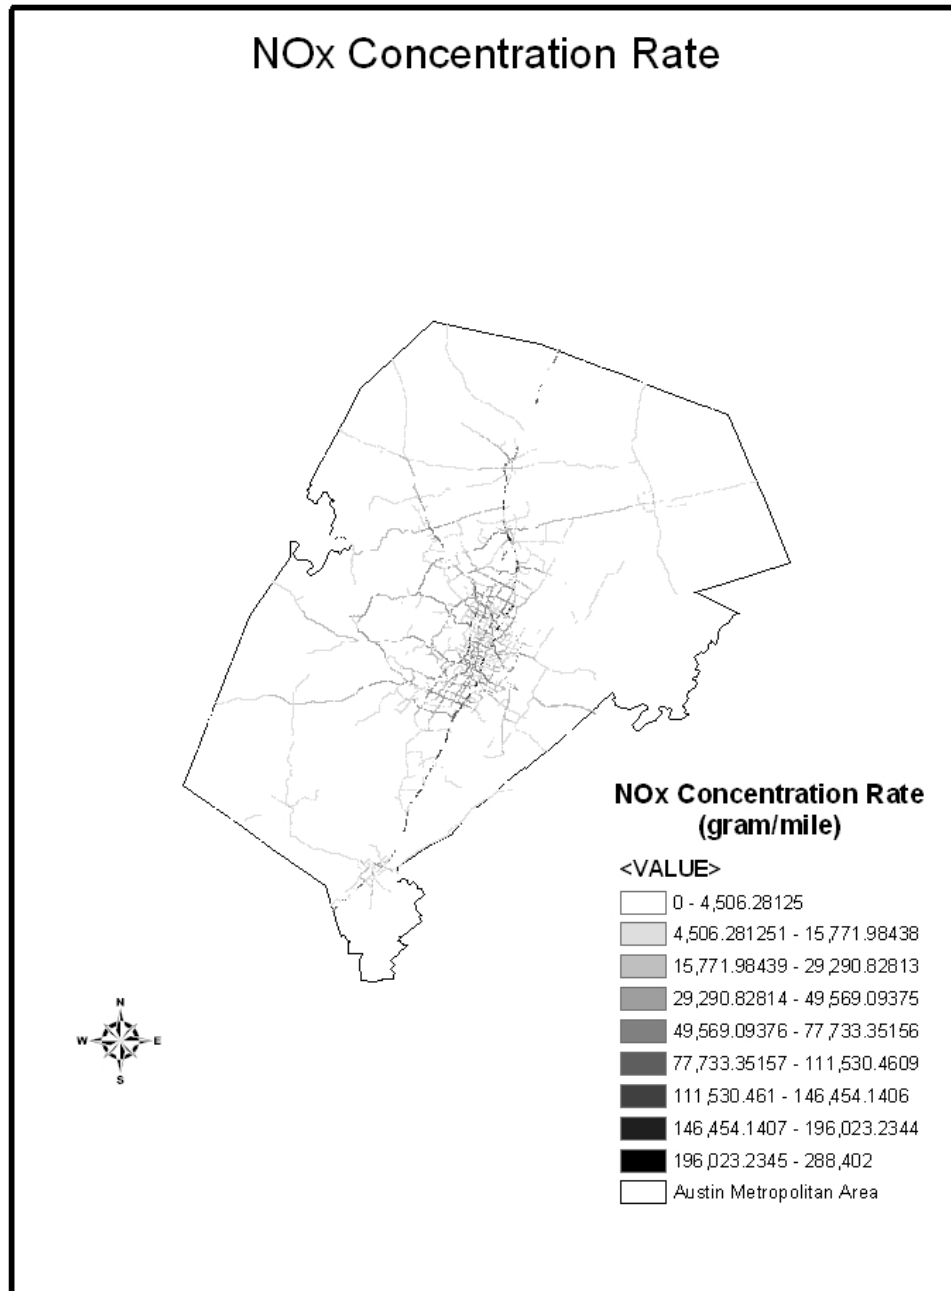 NOx Concentration Rate
N
W E
S
NOx Concentration Rate
(gram/mile)
<VALUE>
0 - 4,506.28125
4,506.281251 - 15,771.98438
15,771.98439 - 29,290.82813
29,290.82814 - 49,569.09375
49,569.09376 - 77,733.35156
77,733.35157 - 111,530.4609
111,530.461 - 146,454.1406
146,454.1407 - 196,023.2344
196,023.2345 - 288,402
Austin Metropolitan Area